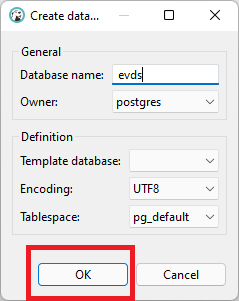 Create data...
General
Database name: evds
Owner: postgres
Definition
Template database:
Encoding: UTF8
Tablespace: pg_default
OK Cancel